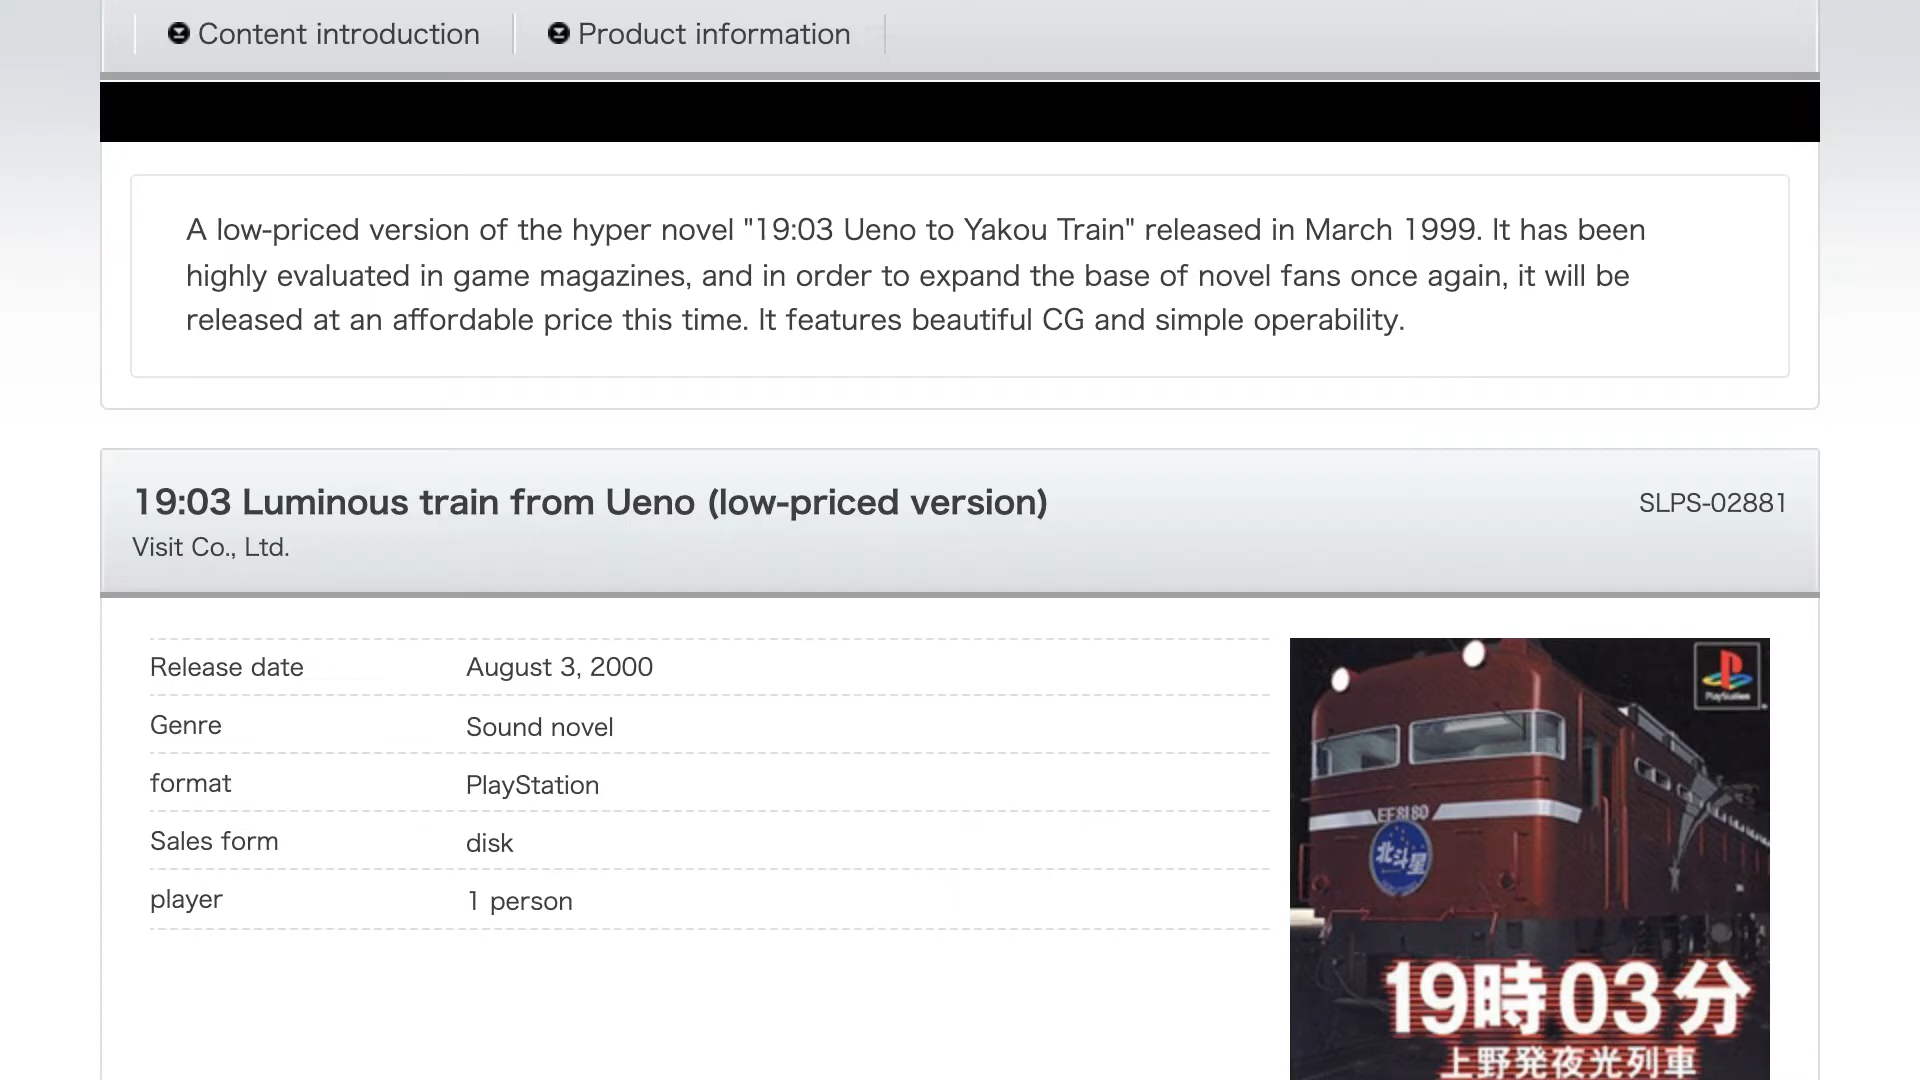 Content introduction
Product information
A low-priced version of the hyper novel "19:03 Ueno to Yakou Train" released in March 1999. It has been
highly evaluated in game magazines, and in order to expand the base of novel fans once again, it will be
released at an affordable price this time. It features beautiful CG and simple operability.
19:03 Luminous train from Ueno (low-priced version)
SLPS-02881
Visit Co., Ltd.
Release date August 3, 2000
Genre Sound novel
format PlayStation
Sales form disk
player 1 person
PlayStation
EF8180
北斗星
19時03分
上野発夜光列車